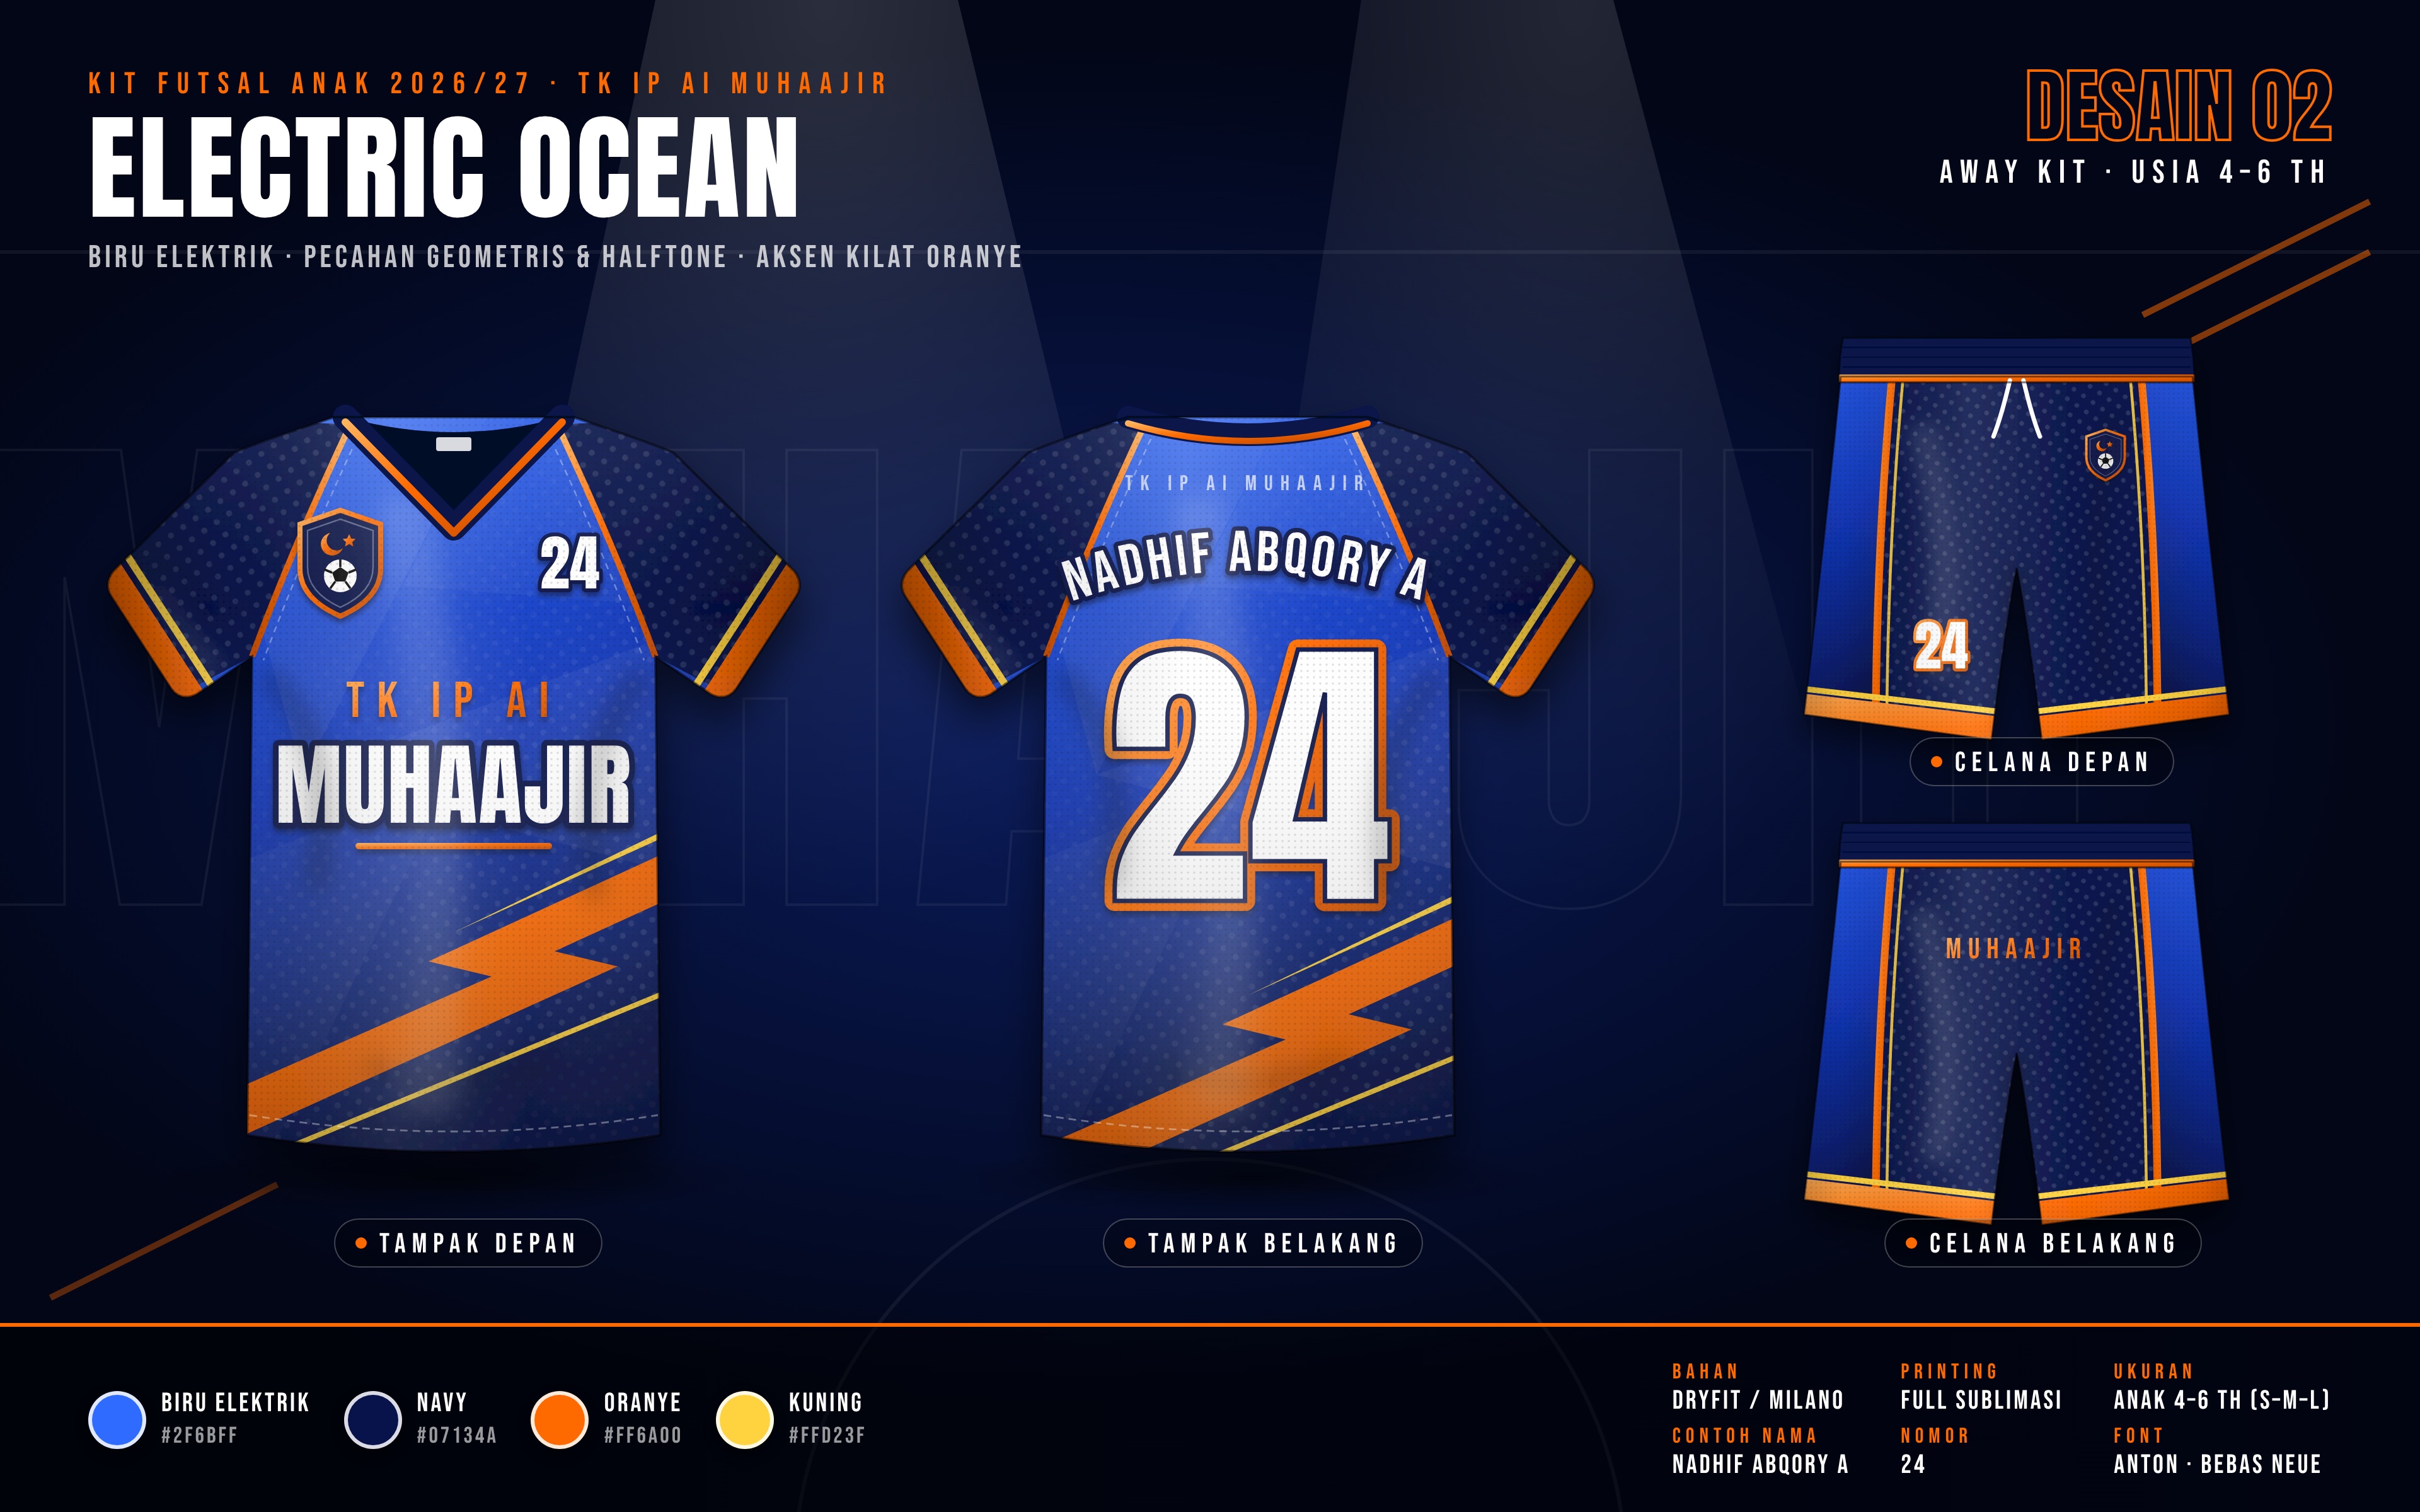 KIT FUTSAL ANAK 2026/27 · TK IP AI MUHAAJIR
ELECTRIC OCEAN
BIRU ELEKTRIK · PECAHAN GEOMETRIS & HALFTONE · AKSEN KILAT ORANYE
DESAIN 02
AWAY KIT · USIA 4–6 TH
24
TK IP AI
MUHAAJIR
TAMPAK DEPAN
TK IP AI MUHAAJIR
NADHIF ABQORY A
24
TAMPAK BELAKANG
24
CELANA DEPAN
MUHAAJIR
CELANA BELAKANG
MUHAAJIR
BIRU ELEKTRIK
#2F6BFF
NAVY
#07134A
ORANYE
#FF6A00
KUNING
#FFD23F
BAHAN
DRYFIT / MILANO
PRINTING
FULL SUBLIMASI
UKURAN
ANAK 4–6 TH (S–M–L)
CONTOH NAMA
NADHIF ABQORY A
NOMOR
24
FONT
ANTON · BEBAS NEUE